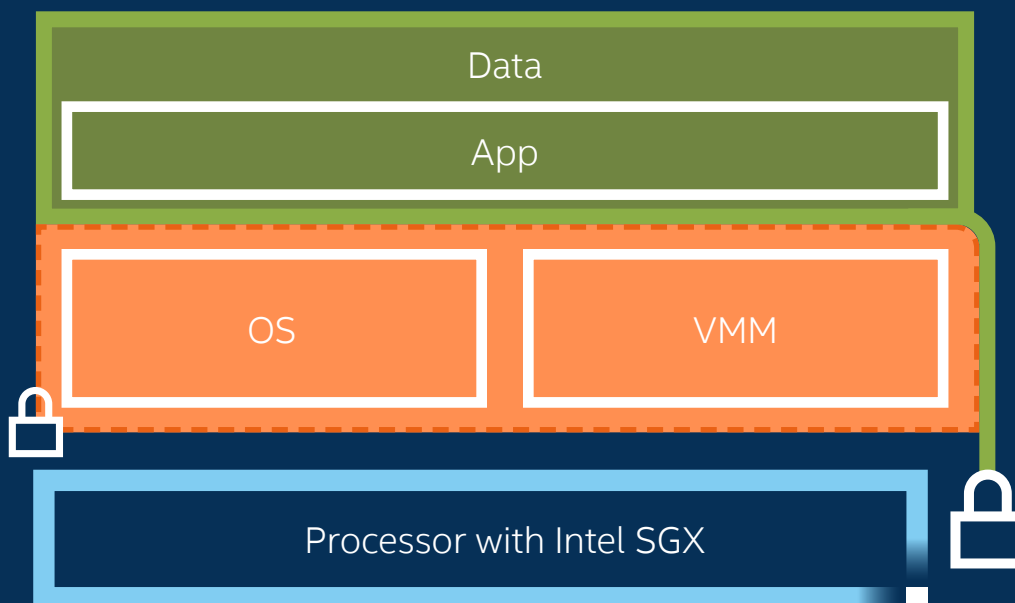 Data
App
OS
VMM
Processor with Intel SGX